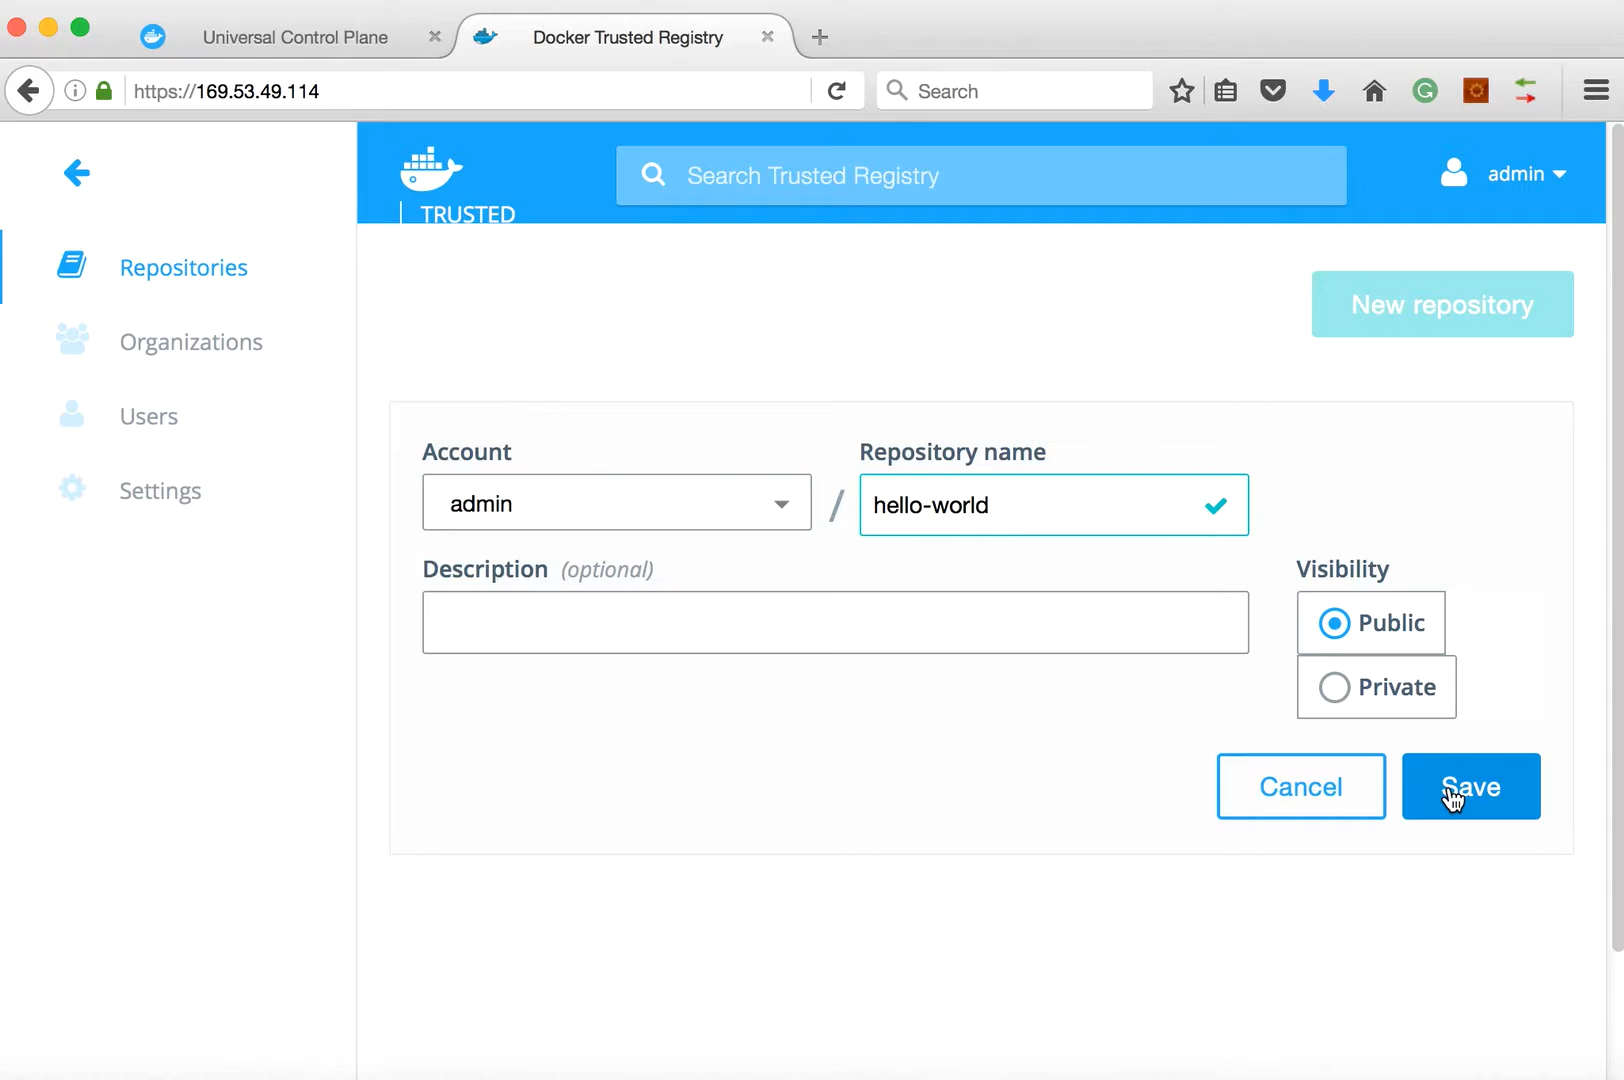 Universal Control Plane
Docker Trusted Registry
https://169.53.49.114
Search
TRUSTED
Search Trusted Registry
admin
Repositories
Organizations
Users
Settings
New repository
Account
Repository name
admin
/
hello-world
Description (optional)
Visibility
Public
Private
Cancel
Save